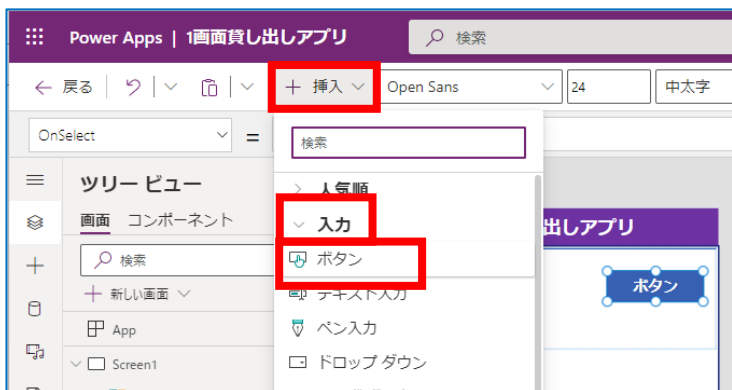 Power Apps | 1画面貸し出しアプリ 検索
戻る 挿入 Open Sans 24 中太字
OnSelect =
検索
ツリー ビュー
人気順
画面 コンポーネント
入力
出しアプリ
検索
ボタン
ボタン
新しい画面
テキスト入力
App
ペン入力
Screen1
ドロップ ダウン